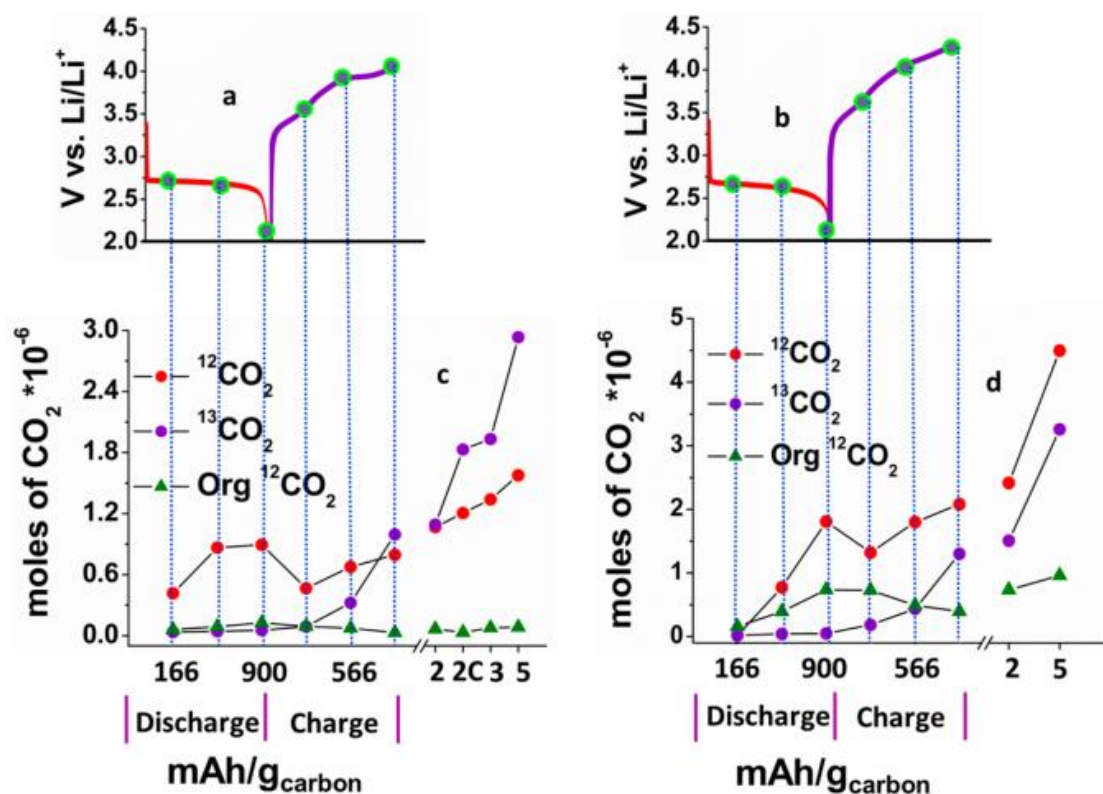 a
V vs. Li/Li⁺
4.5
4.0
3.5
3.0
2.5
2.0
b
V vs. Li/Li⁺
4.5
4.0
3.5
3.0
2.5
2.0
c
moles of CO₂ *10⁻⁶
3.0
2.4
1.8
1.2
0.6
0.0
¹²CO₂
¹³CO₂
Org ¹²CO₂
166 900 566 2 2C 3 5
Discharge Charge
mAh/g_carbon
d
moles of CO₂ *10⁻⁶
5
4
3
2
1
0
¹²CO₂
¹³CO₂
Org ¹²CO₂
166 900 566 2 5
Discharge Charge
mAh/g_carbon